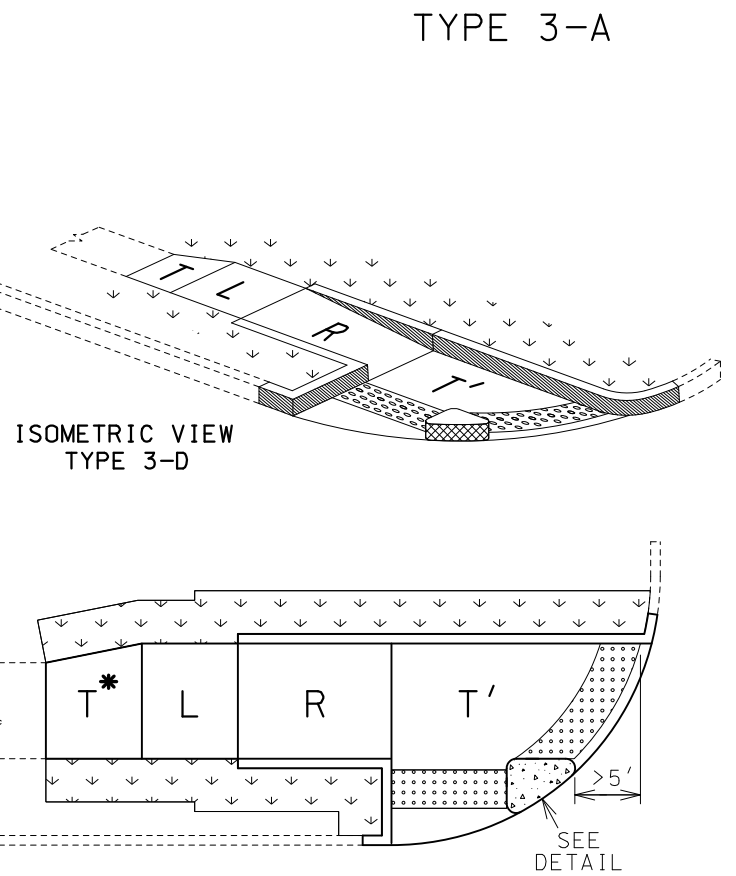 TYPE 3-A
T
L
R
T'
ISOMETRIC VIEW
TYPE 3-D
T*
L
R
T'
>5'
SEE
DETAIL